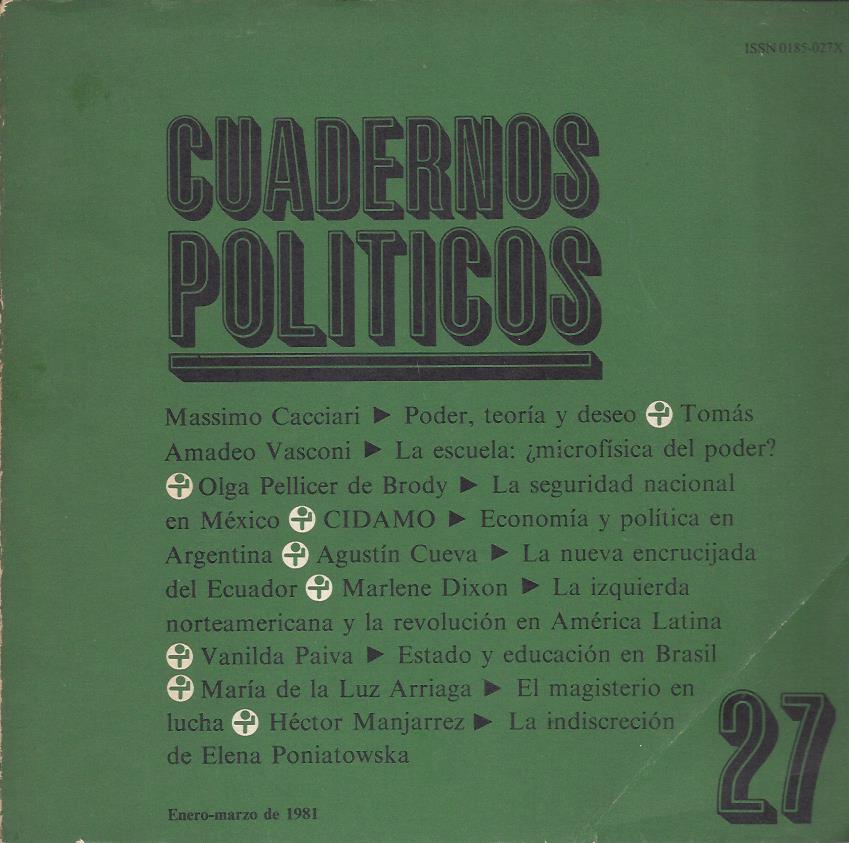 ISSN 0185-027X
CUADERNOS
POLITICOS
Massimo Cacciari ► Poder, teoría y deseo Tomás
Amadeo Vasconi ► La escuela: ¿microfísica del poder?
Olga Pellicer de Brody ► La seguridad nacional
en México CIDAMO ► Economía y política en
Argentina Agustín Cueva ► La nueva encrucijada
del Ecuador Marlene Dixon ► La izquierda
norteamericana y la revolución en América Latina
Vanilda Paiva ► Estado y educación en Brasil
María de la Luz Arriaga ► El magisterio en
lucha Héctor Manjarrez ► La indiscreción
de Elena Poniatowska
27
Enero-marzo de 1981